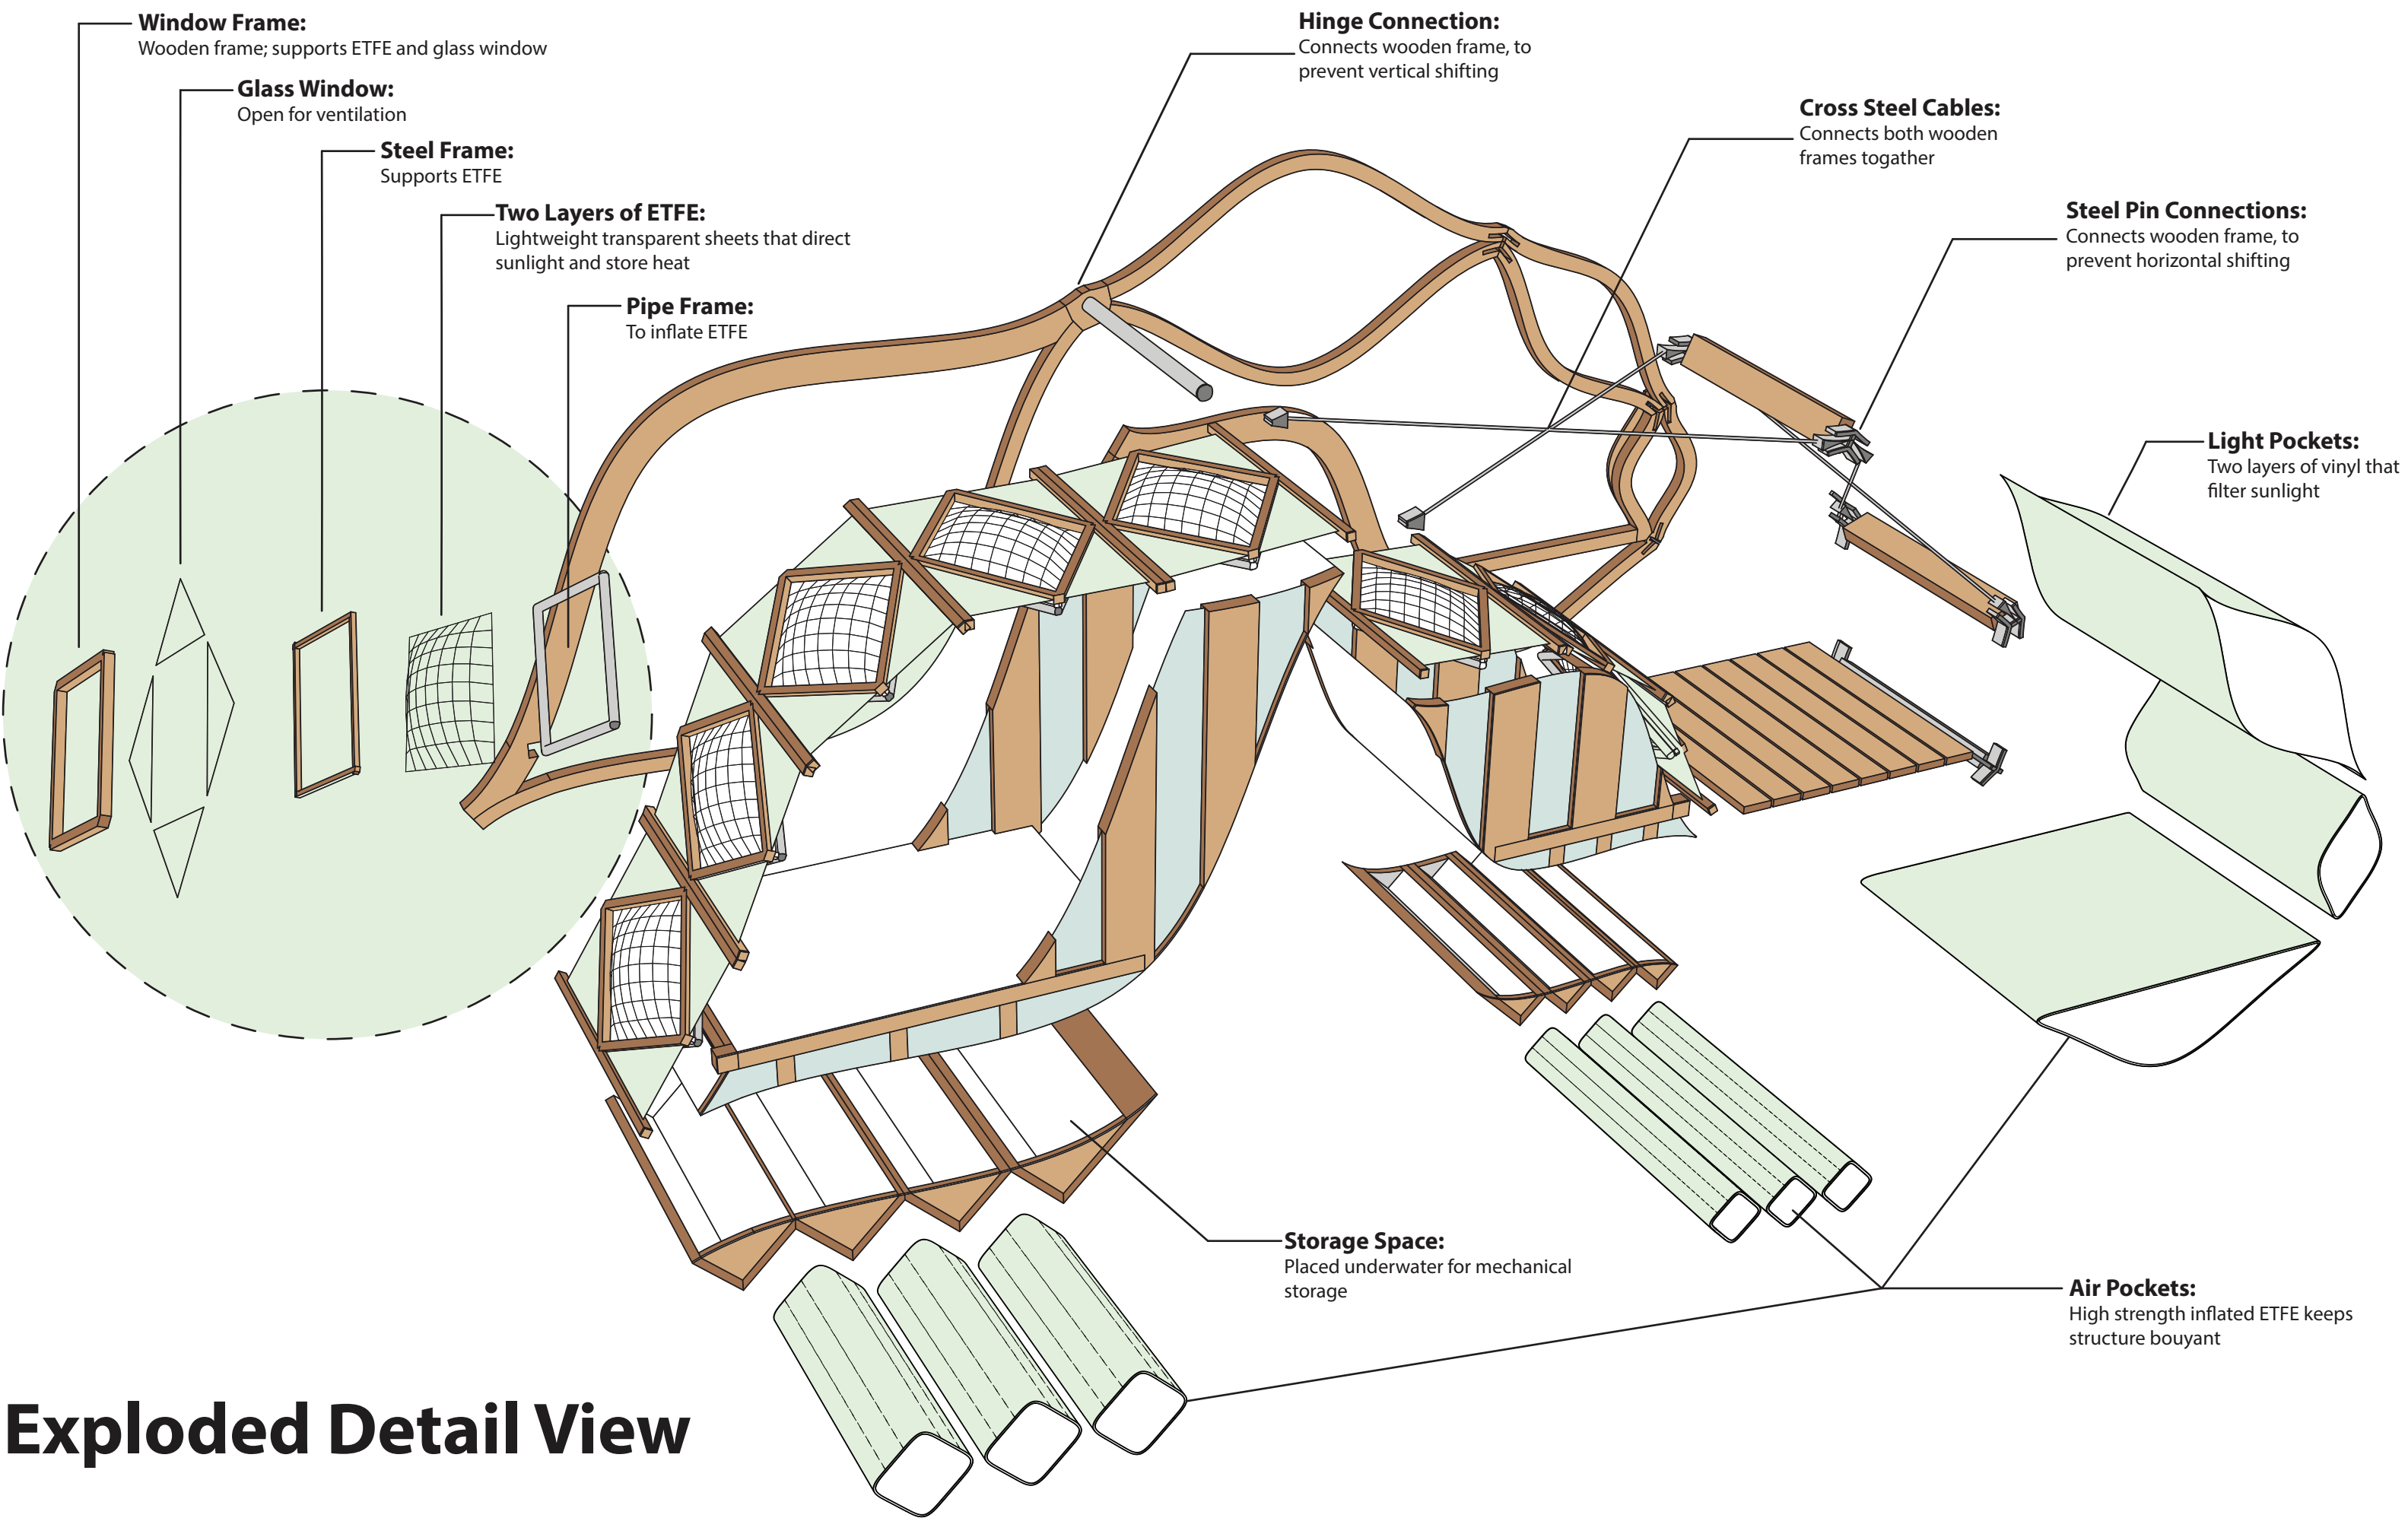 Window Frame:
Wooden frame; supports ETFE and glass window
Glass Window:
Open for ventilation
Steel Frame:
Supports ETFE
Two Layers of ETFE:
Lightweight transparent sheets that direct
sunlight and store heat
Pipe Frame:
To inflate ETFE
Hinge Connection:
Connects wooden frame, to
prevent vertical shifting
Cross Steel Cables:
Connects both wooden
frames togather
Steel Pin Connections:
Connects wooden frame, to
prevent horizontal shifting
Light Pockets:
Two layers of vinyl that
filter sunlight
Storage Space:
Placed underwater for mechanical
storage
Air Pockets:
High strength inflated ETFE keeps
structure bouyant
Exploded Detail View